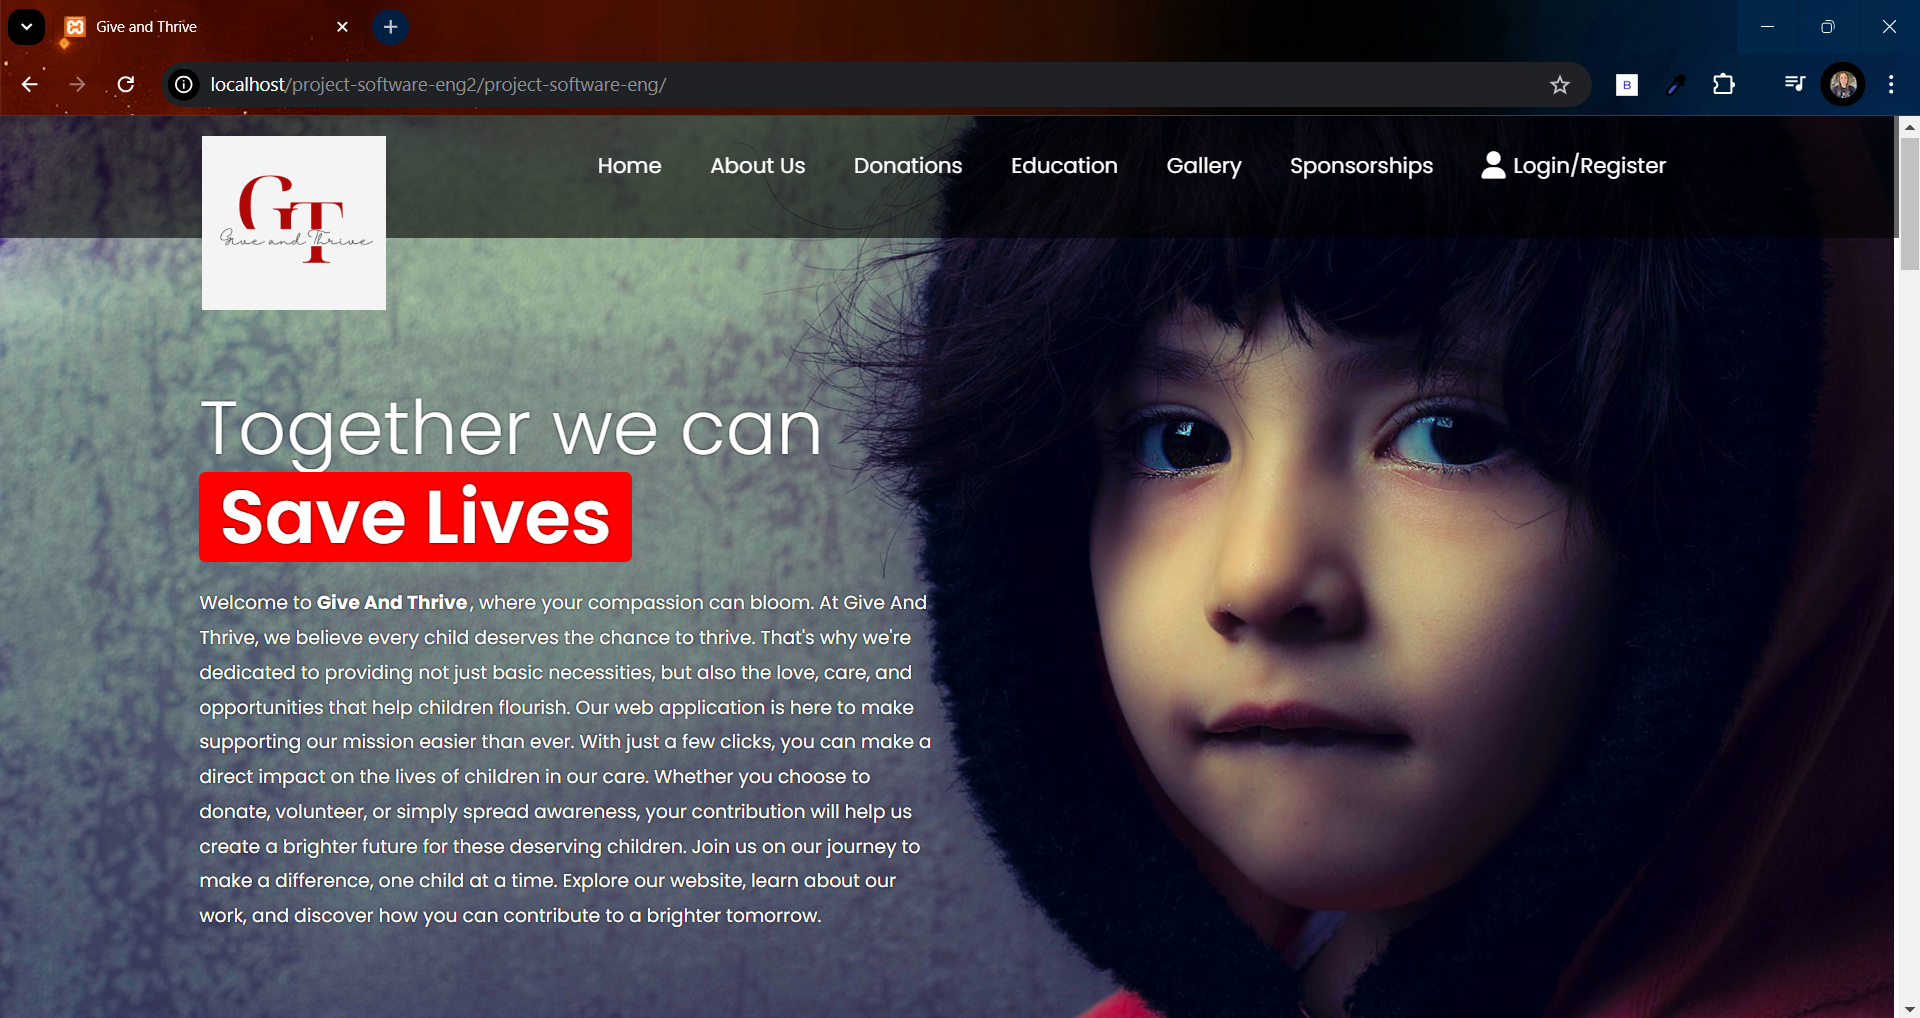 Give and Thrive
localhost/project-software-eng2/project-software-eng/
B
GT
Give and Thrive
Home About Us Donations Education Gallery Sponsorships Login/Register
Together we can
Save Lives
Welcome to Give And Thrive, where your compassion can bloom. At Give And
Thrive, we believe every child deserves the chance to thrive. That's why we're
dedicated to providing not just basic necessities, but also the love, care, and
opportunities that help children flourish. Our web application is here to make
supporting our mission easier than ever. With just a few clicks, you can make a
direct impact on the lives of children in our care. Whether you choose to
donate, volunteer, or simply spread awareness, your contribution will help us
create a brighter future for these deserving children. Join us on our journey to
make a difference, one child at a time. Explore our website, learn about our
work, and discover how you can contribute to a brighter tomorrow.